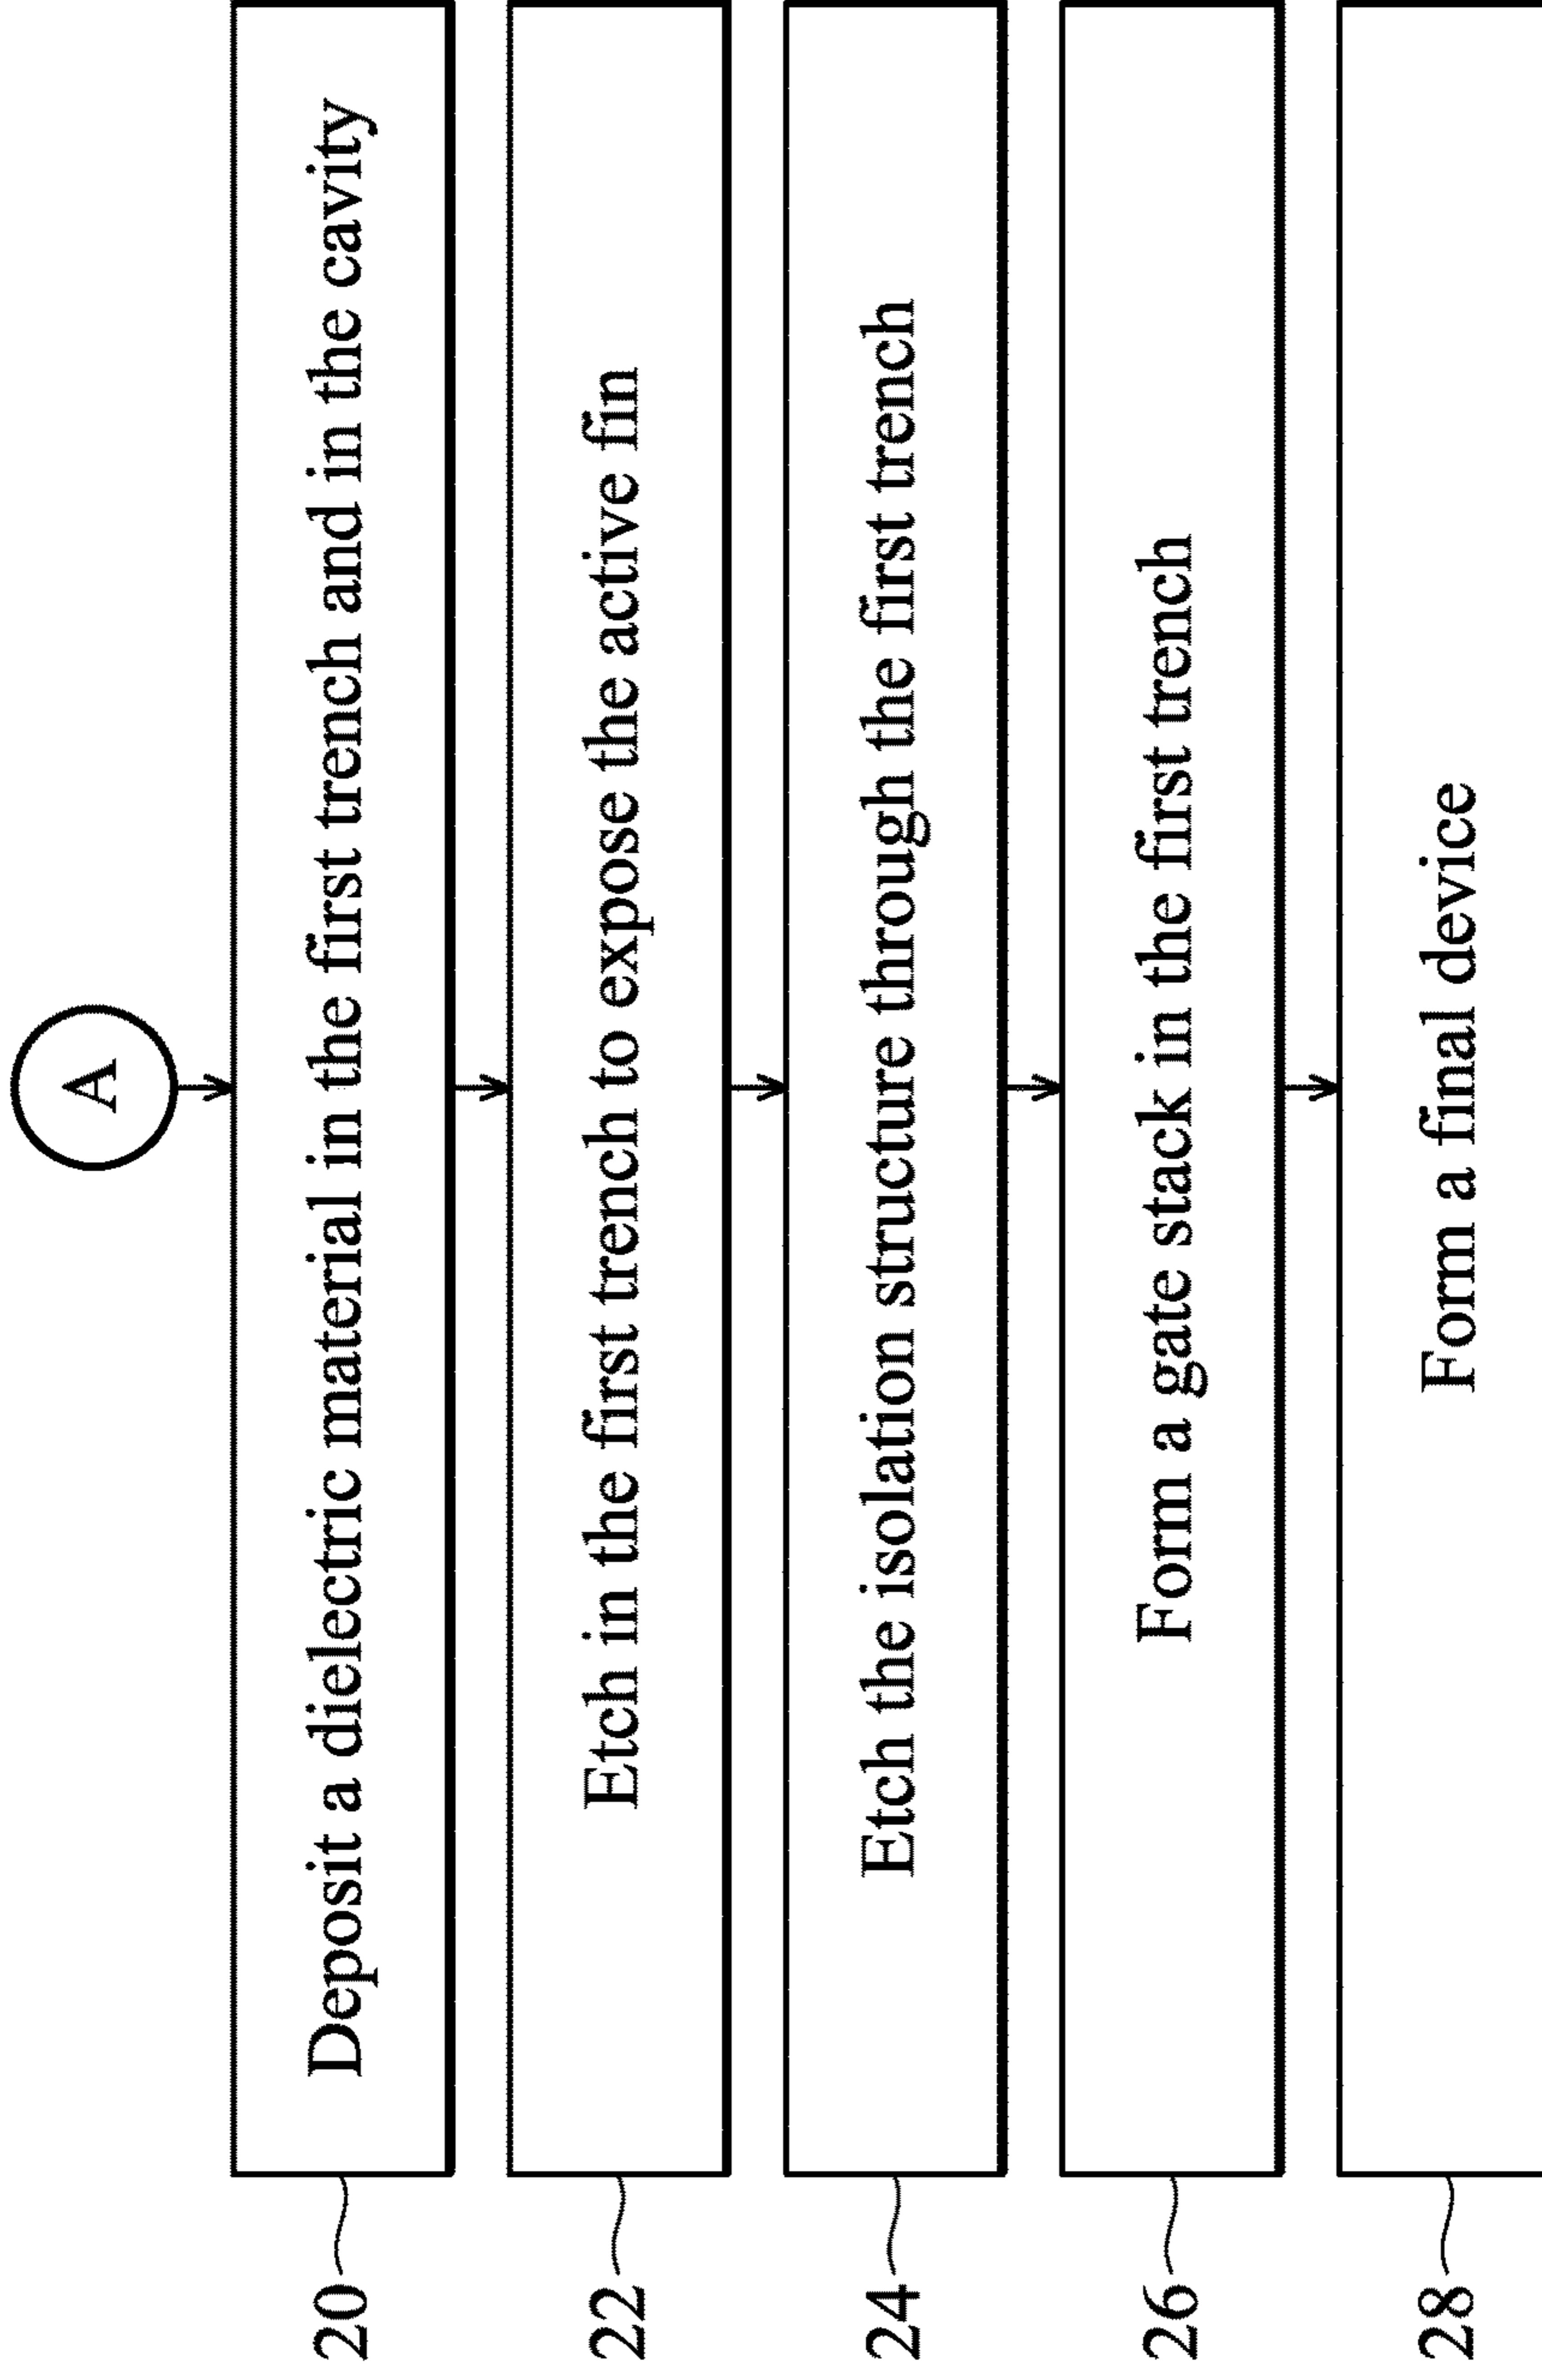 A
20 Deposit a dielectric material in the first trench and in the cavity
22 Etch in the first trench to expose the active fin
24 Etch the isolation structure through the first trench
26 Form a gate stack in the first trench
28 Form a final device